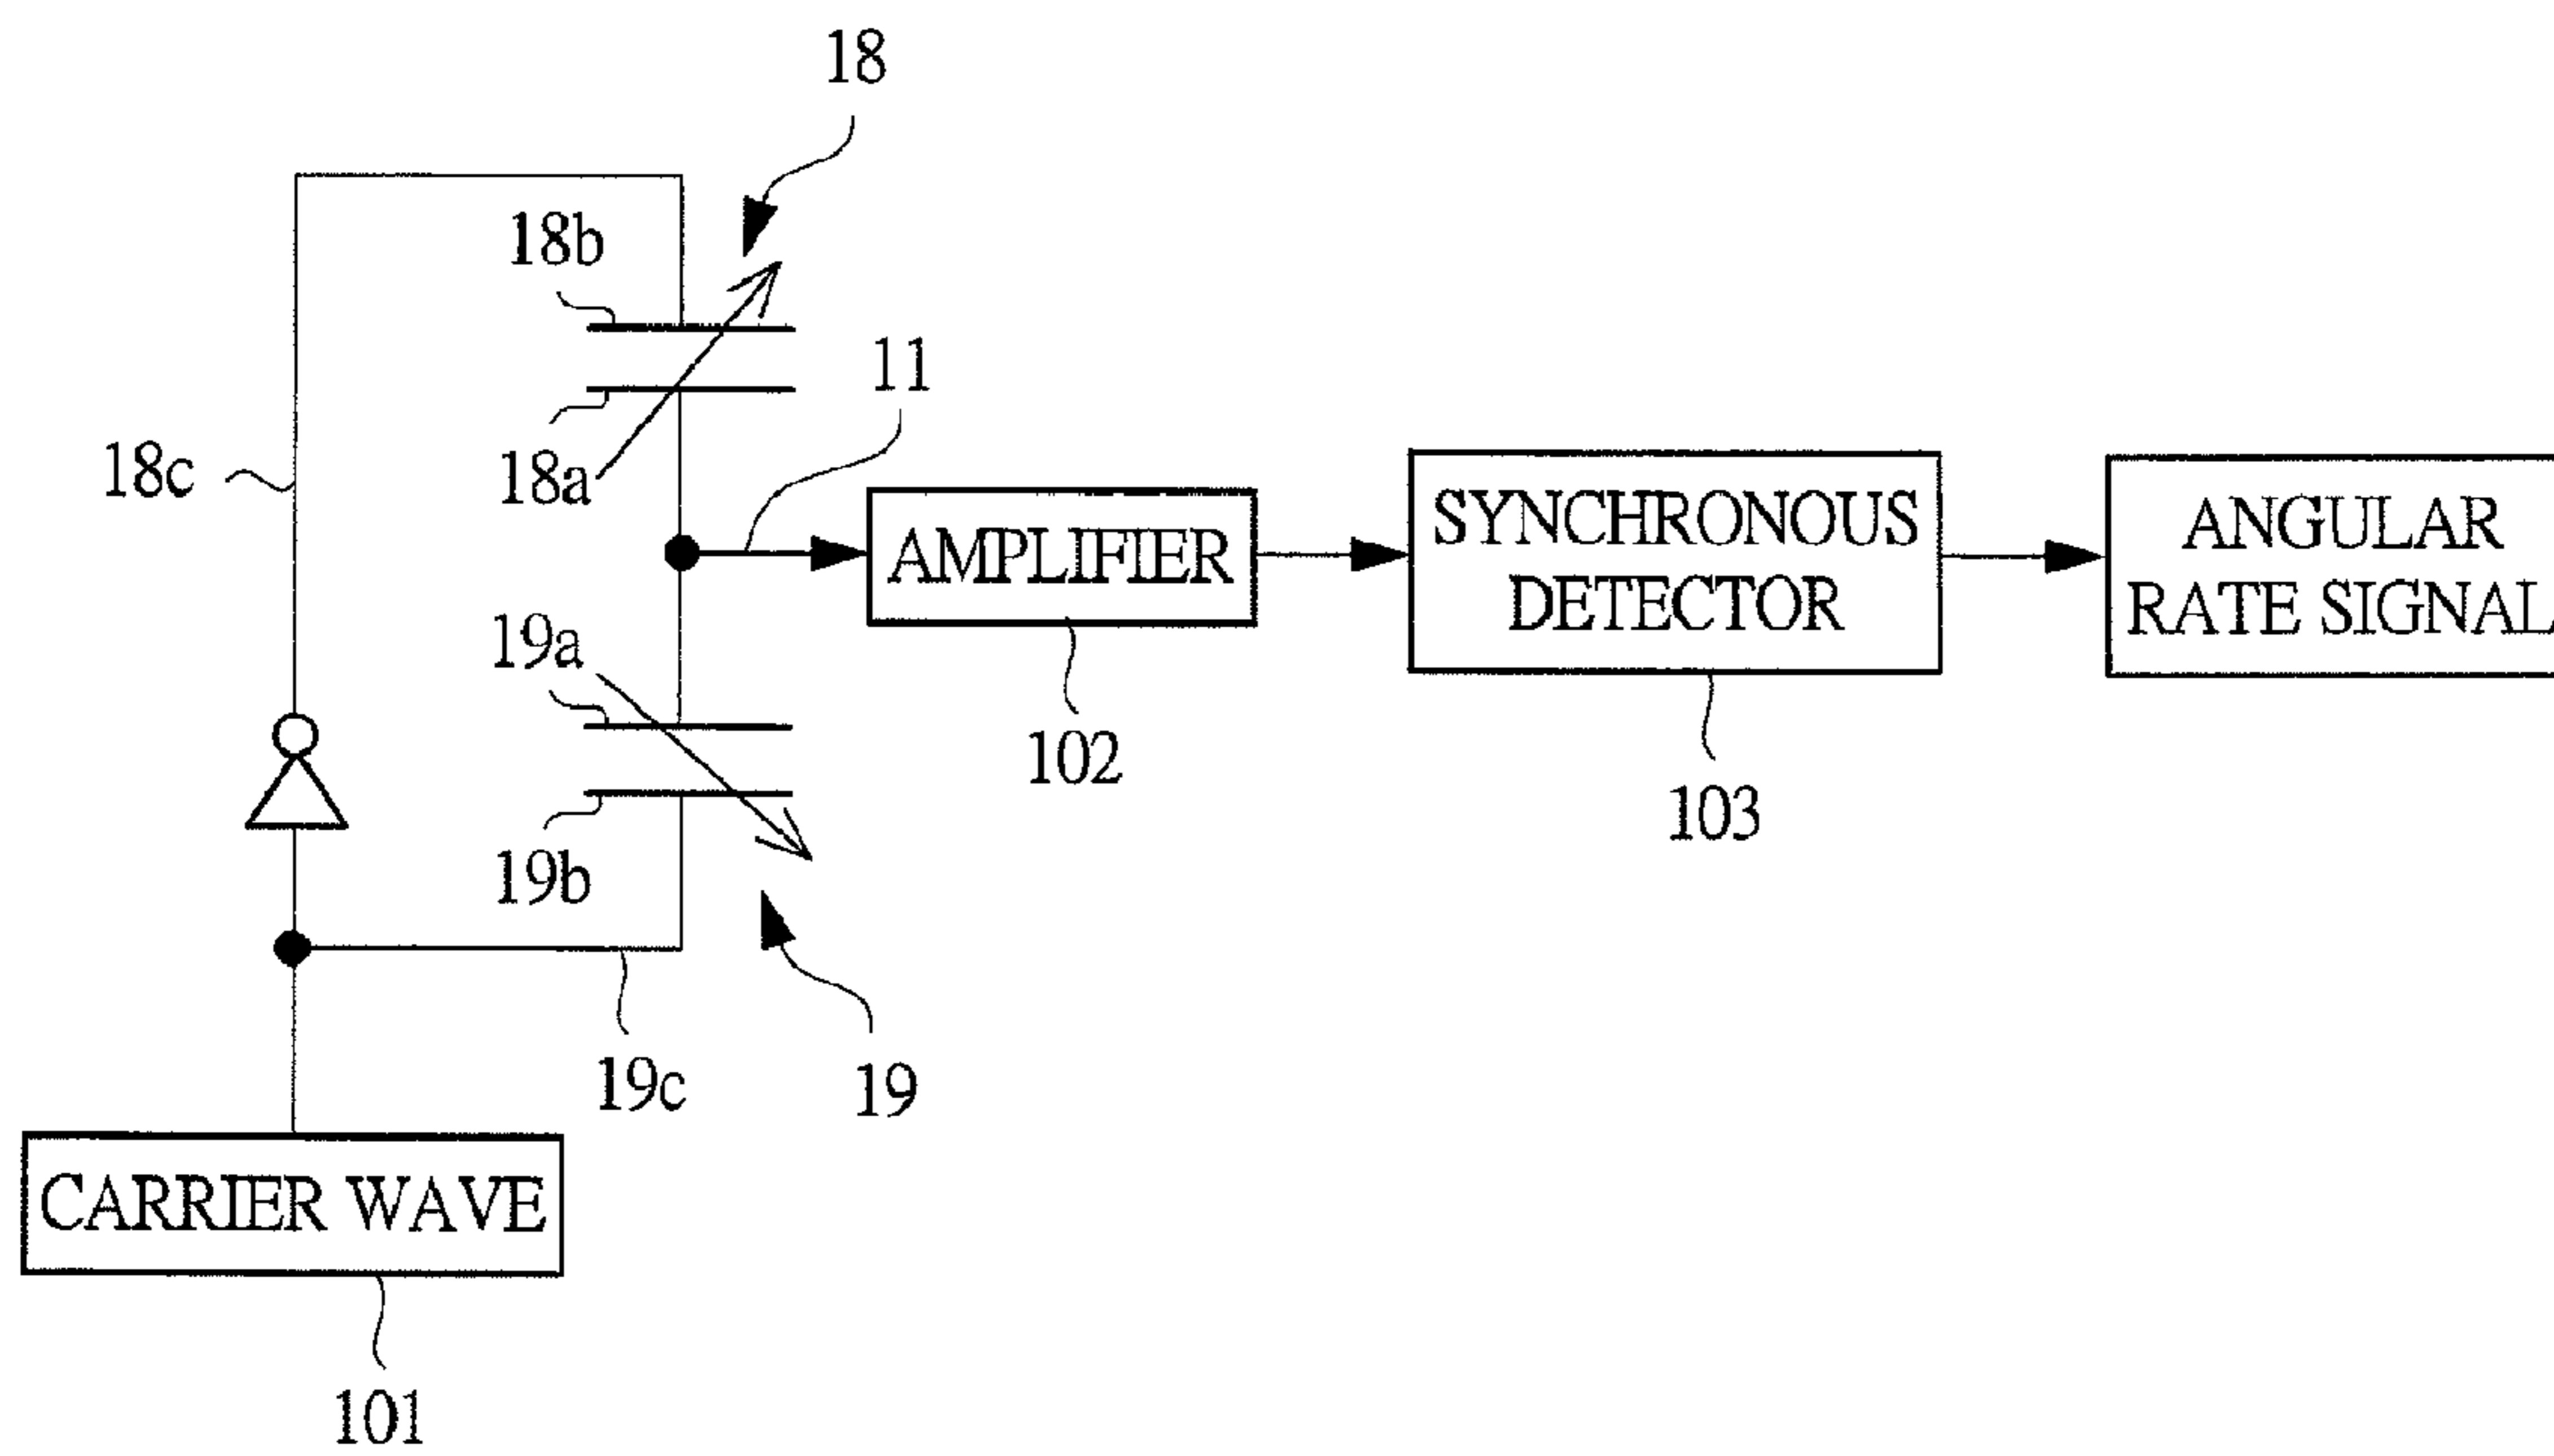 18
18b
11
18c
18a
AMPLIFIER
SYNCHRONOUS
DETECTOR
ANGULAR
RATE SIGNAL
19a
102
103
19b
19c
19
CARRIER WAVE
101